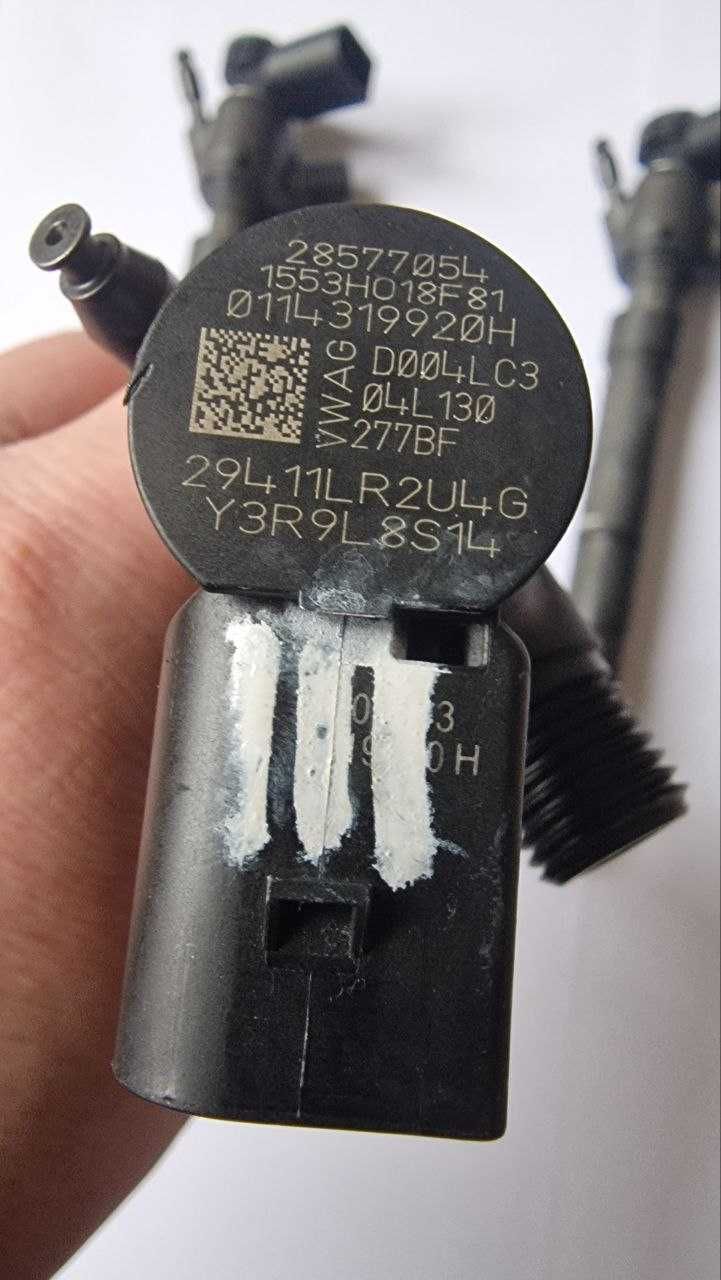 28577054
1553H018F81
0114319920H
VWAG
D004LC3
04L130
277BF
29411LR2U4G
Y3R9L8S14